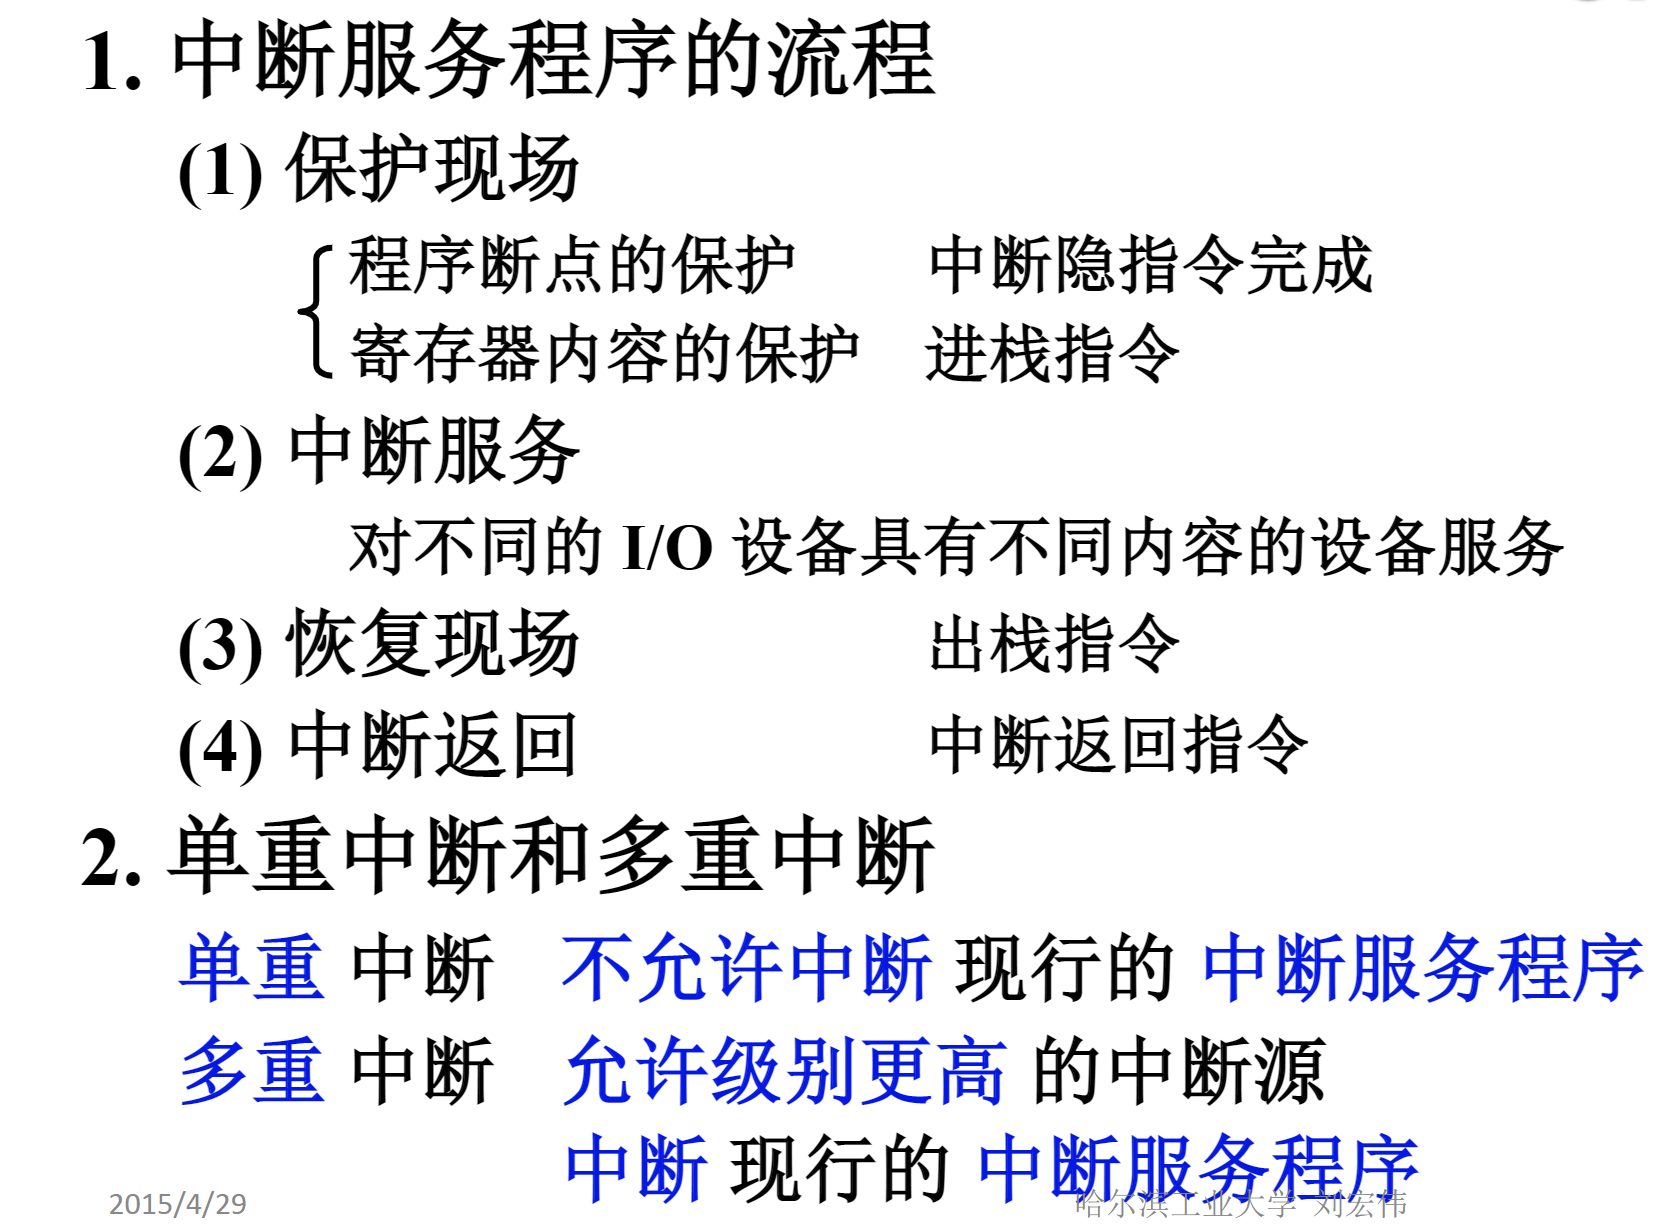 1. 中断服务程序的流程
(1) 保护现场
程序断点的保护 中断隐指令完成
寄存器内容的保护 进栈指令
(2) 中断服务
对不同的 I/O 设备具有不同内容的设备服务
(3) 恢复现场 出栈指令
(4) 中断返回 中断返回指令
2. 单重中断和多重中断
单重 中断 不允许中断 现行的 中断服务程序
多重 中断 允许级别更高 的中断源
中断 现行的 中断服务程序
2015/4/29 哈尔滨工业大学 刘宏伟